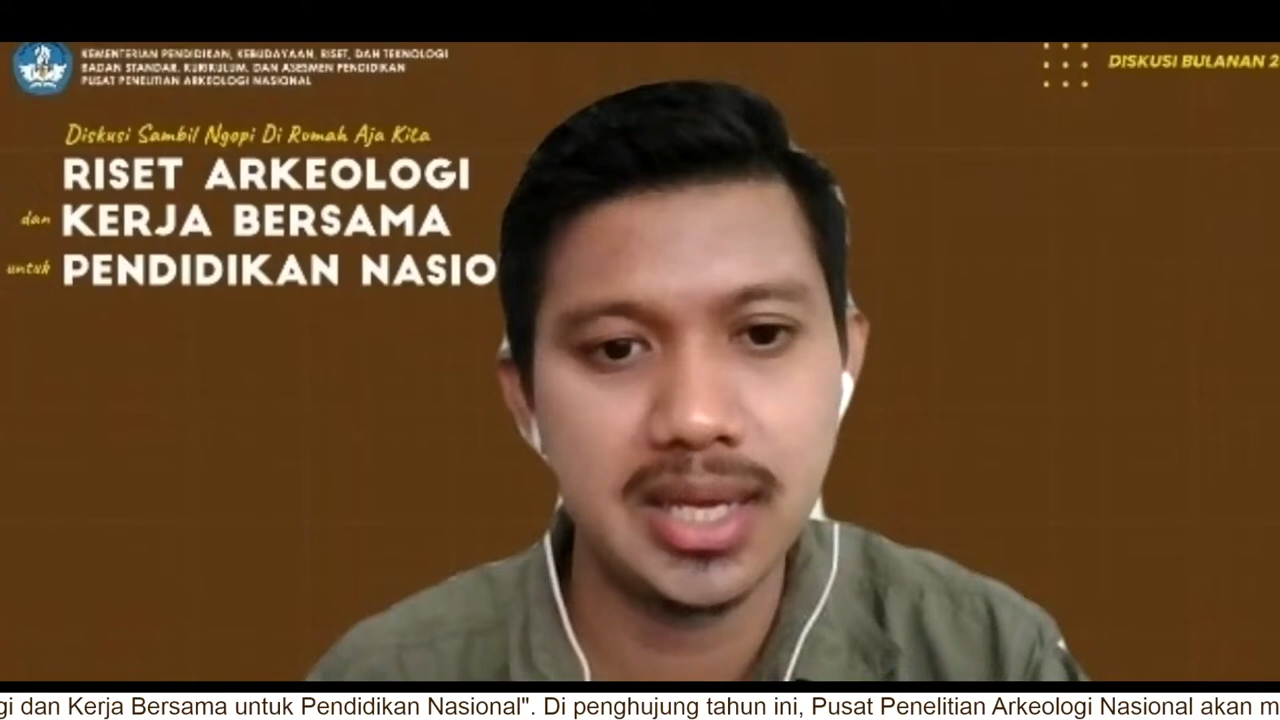 KEMENTERIAN PENDIDIKAN, KEBUDAYAAN, RISET, DAN TEKNOLOGI
BADAN STANDAR, KURIKULUM, DAN ASESMEN PENDIDIKAN
PUSAT PENELITIAN ARKEOLOGI NASIONAL
DISKUSI BULANAN 2
Diskusi Sambil Ngopi Di Rumah Aja Kita
RISET ARKEOLOGI
dan KERJA BERSAMA
untuk PENDIDIKAN NASIO
gi dan Kerja Bersama untuk Pendidikan Nasional". Di penghujung tahun ini, Pusat Penelitian Arkeologi Nasional akan m